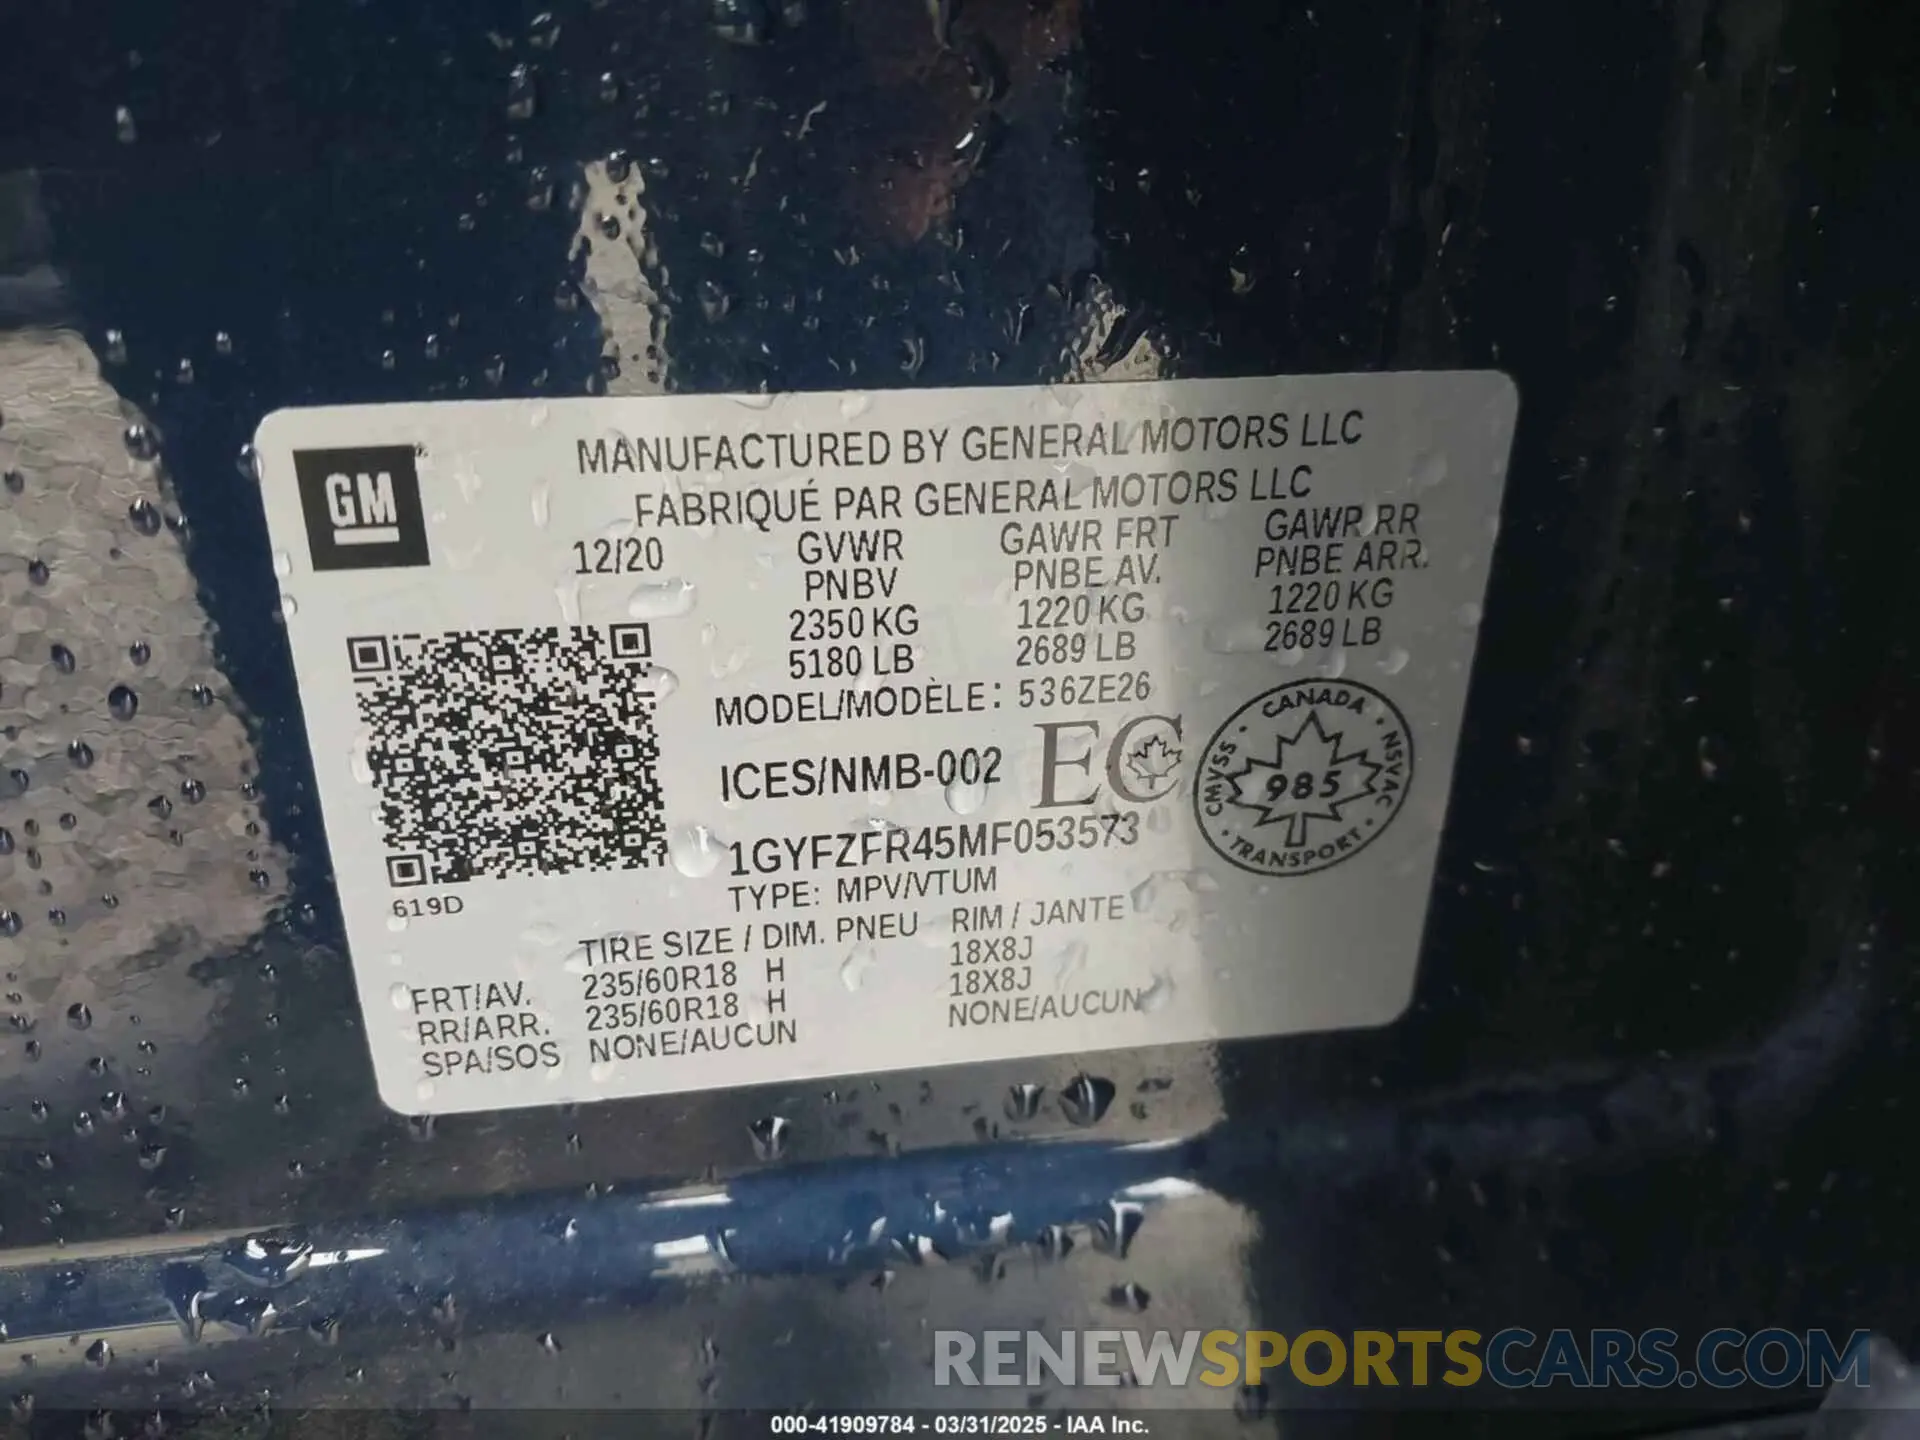 GM
MANUFACTURED BY GENERAL MOTORS LLC
FABRIQUÉ PAR GENERAL MOTORS LLC
12/20 GVWR GAWR FRT GAWR RR
PNBV PNBE AV. PNBE ARR.
2350 KG 1220 KG 1220 KG
5180 LB 2689 LB 2689 LB
MODEL/MODÈLE: 536ZE26
ICES/NMB-002 EC
CANADA · NSVAC · TRANSPORT · CMVSS ·
985
1GYFZFR45MF053573
TYPE: MPV/VTUM
619D
TIRE SIZE / DIM. PNEU RIM / JANTE
FRT/AV. 235/60R18 H 18X8J
RR/ARR. 235/60R18 H 18X8J
SPA/SOS NONE/AUCUN NONE/AUCUN
RENEWSPORTSCARS.COM
000-41909784 - 03/31/2025 - IAA Inc.